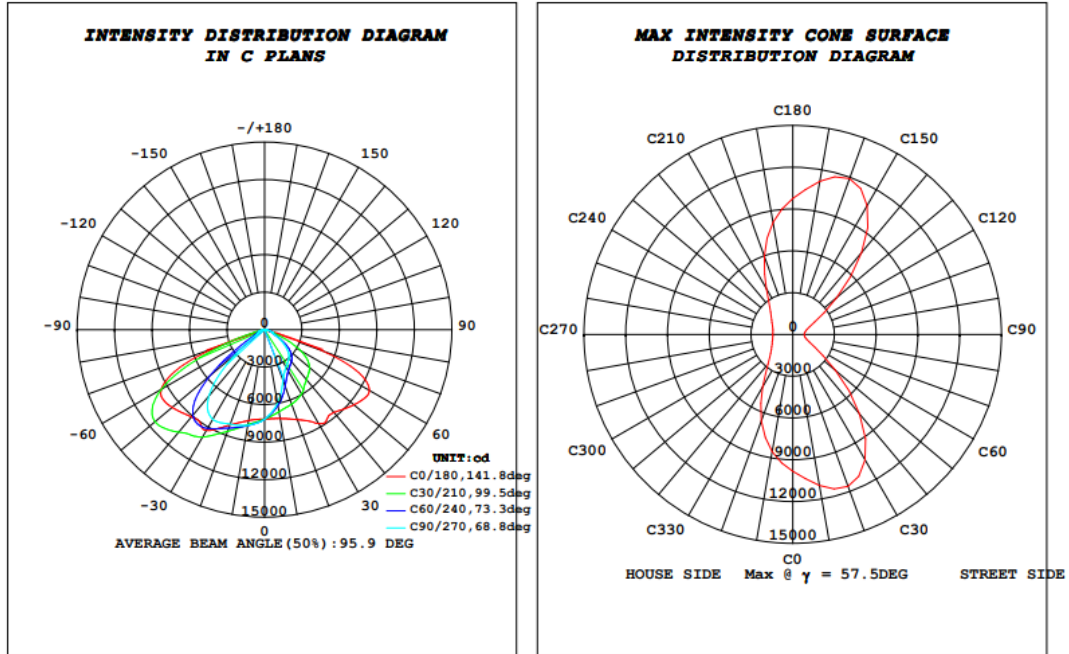 INTENSITY DISTRIBUTION DIAGRAM
IN C PLANS
-/+180
-150
150
-120
120
-90
90
-60
60
-30
30
0
0
3000
6000
9000
12000
15000
UNIT:cd
C0/180,141.8deg
C30/210,99.5deg
C60/240,73.3deg
C90/270,68.8deg
AVERAGE BEAM ANGLE(50%):95.9 DEG
MAX INTENSITY CONE SURFACE
DISTRIBUTION DIAGRAM
C180
C210
C150
C240
C120
C270
C90
C300
C60
C330
C30
C0
0
3000
6000
9000
12000
15000
HOUSE SIDE Max @ γ = 57.5DEG STREET SIDE